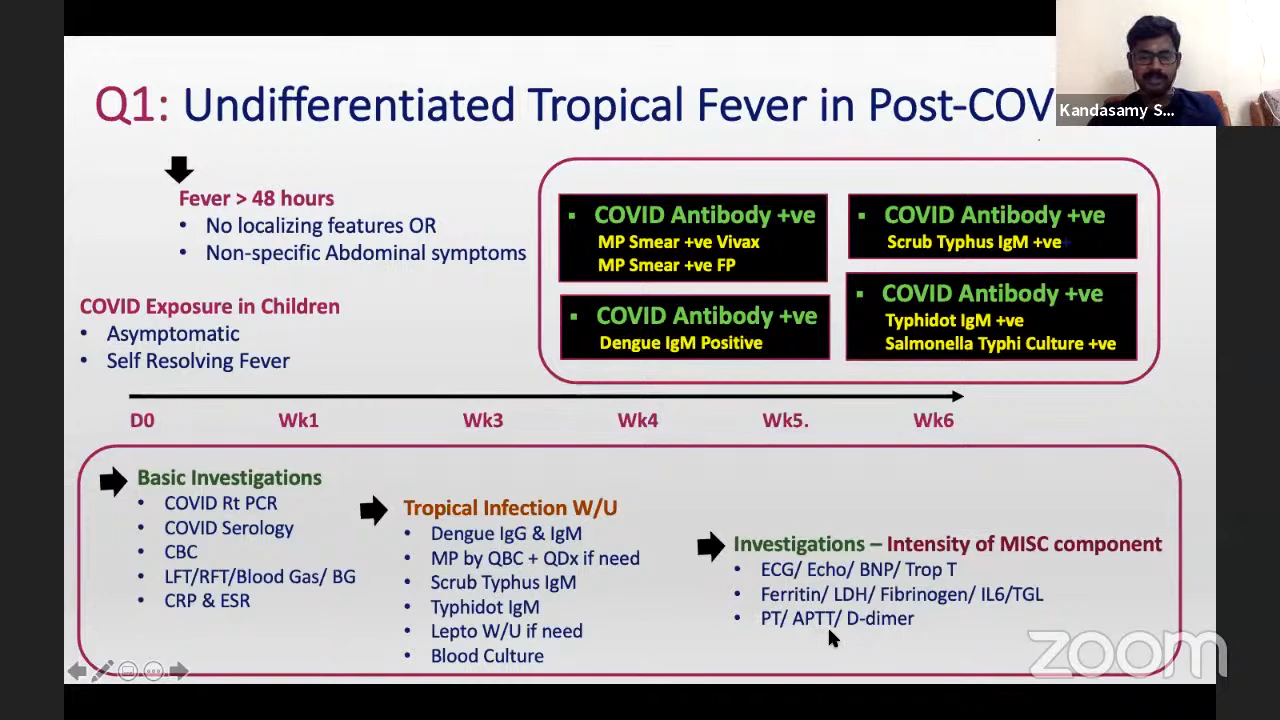 Q1: Undifferentiated Tropical Fever in Post-COV
Kandasamy S...
Fever > 48 hours
• No localizing features OR
• Non-specific Abdominal symptoms
COVID Exposure in Children
• Asymptomatic
• Self Resolving Fever
▪ COVID Antibody +ve
MP Smear +ve Vivax
MP Smear +ve FP
▪ COVID Antibody +ve
Scrub Typhus IgM +ve+
▪ COVID Antibody +ve
Dengue IgM Positive
▪ COVID Antibody +ve
Typhidot IgM +ve
Salmonella Typhi Culture +ve
D0 Wk1 Wk3 Wk4 Wk5. Wk6
Basic Investigations
• COVID Rt PCR
• COVID Serology
• CBC
• LFT/RFT/Blood Gas/ BG
• CRP & ESR
Tropical Infection W/U
• Dengue IgG & IgM
• MP by QBC + QDx if need
• Scrub Typhus IgM
• Typhidot IgM
• Lepto W/U if need
• Blood Culture
Investigations – Intensity of MISC component
• ECG/ Echo/ BNP/ Trop T
• Ferritin/ LDH/ Fibrinogen/ IL6/TGL
• PT/ APTT/ D-dimer
zoom